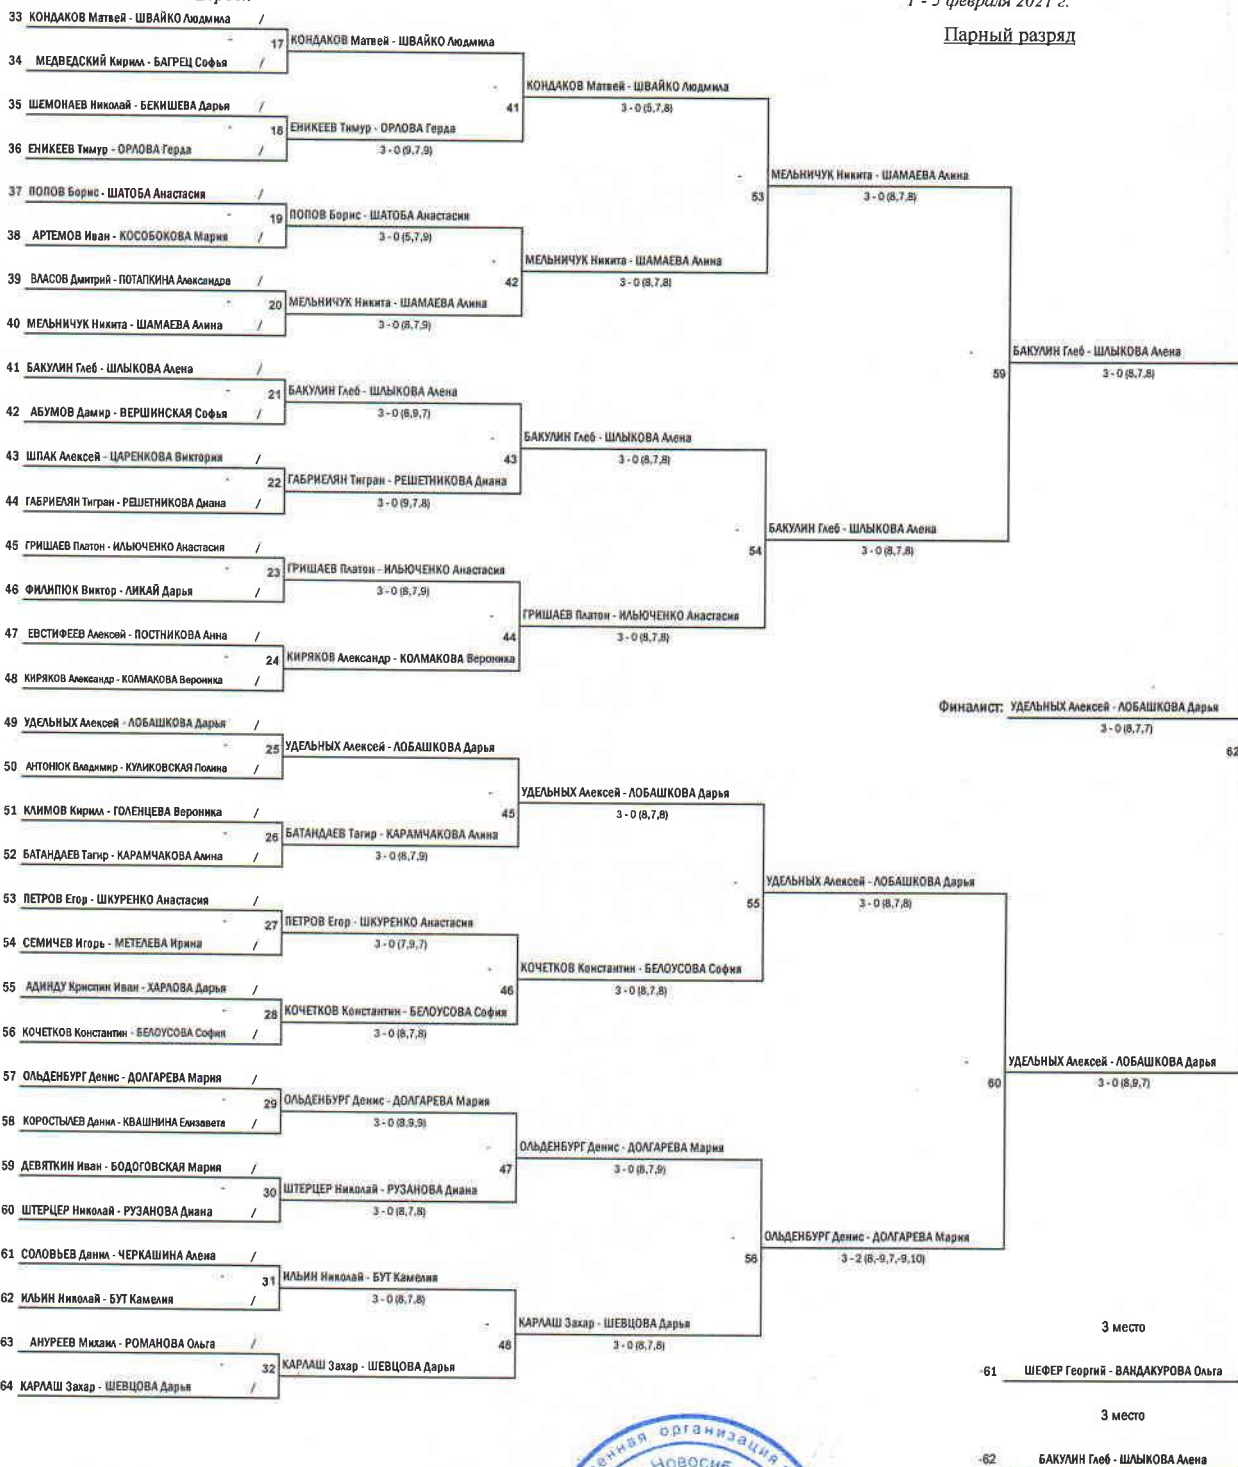 1 - 5 февраля 2021 г.
Парный разряд
33 КОНДАКОВ Матвей - ШВАЙКО Людмила /
17 КОНДАКОВ Матвей - ШВАЙКО Людмила
34 МЕДВЕДСКИЙ Кирилл - БАГРЕЦ Софья /
41 КОНДАКОВ Матвей - ШВАЙКО Людмила
3 - 0 (5,7,8)
35 ШЕМОНАЕВ Николай - БЕКИШЕВА Дарья /
18 ЕНИКЕЕВ Тимур - ОРЛОВА Герда
3 - 0 (9,7,9)
36 ЕНИКЕЕВ Тимур - ОРЛОВА Герда /
53 МЕЛЬНИЧУК Никита - ШАМАЕВА Алина
3 - 0 (8,7,8)
37 ПОПОВ Борис - ШАТОБА Анастасия /
19 ПОПОВ Борис - ШАТОБА Анастасия
3 - 0 (5,7,9)
38 АРТЕМОВ Иван - КОСОБОКОВА Мария /
42 МЕЛЬНИЧУК Никита - ШАМАЕВА Алина
3 - 0 (8,7,8)
39 ВЛАСОВ Дмитрий - ПОТАПКИНА Александра /
20 МЕЛЬНИЧУК Никита - ШАМАЕВА Алина
3 - 0 (8,7,9)
40 МЕЛЬНИЧУК Никита - ШАМАЕВА Алина /
59 БАКУЛИН Глеб - ШЛЫКОВА Алена
3 - 0 (8,7,8)
41 БАКУЛИН Глеб - ШЛЫКОВА Алена /
21 БАКУЛИН Глеб - ШЛЫКОВА Алена
3 - 0 (6,9,7)
42 АБУМОВ Дамир - ВЕРШИНСКАЯ Софья /
43 БАКУЛИН Глеб - ШЛЫКОВА Алена
3 - 0 (8,7,8)
43 ШПАК Алексей - ЦАРЕНКОВА Виктория /
22 ГАБРИЕЛЯН Тигран - РЕШЕТНИКОВА Диана
3 - 0 (9,7,8)
44 ГАБРИЕЛЯН Тигран - РЕШЕТНИКОВА Диана /
54 БАКУЛИН Глеб - ШЛЫКОВА Алена
3 - 0 (8,7,8)
45 ГРИШАЕВ Платон - ИЛЬЮЧЕНКО Анастасия /
23 ГРИШАЕВ Платон - ИЛЬЮЧЕНКО Анастасия
3 - 0 (8,7,9)
46 ФИЛИПЮК Виктор - ЛИКАЙ Дарья /
44 ГРИШАЕВ Платон - ИЛЬЮЧЕНКО Анастасия
3 - 0 (8,7,8)
47 ЕВСТИФЕЕВ Алексей - ПОСТНИКОВА Анна /
24 КИРЯКОВ Александр - КОЛМАКОВА Вероника
48 КИРЯКОВ Александр - КОЛМАКОВА Вероника /
Финалист: УДЕЛЬНЫХ Алексей - ЛОБАШКОВА Дарья
3 - 0 (8,7,7)
62
49 УДЕЛЬНЫХ Алексей - ЛОБАШКОВА Дарья /
25 УДЕЛЬНЫХ Алексей - ЛОБАШКОВА Дарья
50 АНТОНЮК Владимир - КУЛИКОВСКАЯ Полина /
45 УДЕЛЬНЫХ Алексей - ЛОБАШКОВА Дарья
3 - 0 (8,7,8)
51 КЛИМОВ Кирилл - ГОЛЕНЦЕВА Вероника /
26 БАТАНДАЕВ Тагир - КАРАМЧАКОВА Алина
3 - 0 (8,7,9)
52 БАТАНДАЕВ Тагир - КАРАМЧАКОВА Алина /
55 УДЕЛЬНЫХ Алексей - ЛОБАШКОВА Дарья
3 - 0 (8,7,8)
53 ПЕТРОВ Егор - ШКУРЕНКО Анастасия /
27 ПЕТРОВ Егор - ШКУРЕНКО Анастасия
3 - 0 (7,9,7)
54 СЕМИЧЕВ Игорь - МЕТЕЛЕВА Ирина /
46 КОЧЕТКОВ Константин - БЕЛОУСОВА София
3 - 0 (8,7,8)
55 АДИНДУ Криспин Иван - ХАРЛОВА Дарья /
28 КОЧЕТКОВ Константин - БЕЛОУСОВА София
3 - 0 (8,7,8)
56 КОЧЕТКОВ Константин - БЕЛОУСОВА София /
60 УДЕЛЬНЫХ Алексей - ЛОБАШКОВА Дарья
3 - 0 (8,9,7)
57 ОЛЬДЕНБУРГ Денис - ДОЛГАРЕВА Мария /
29 ОЛЬДЕНБУРГ Денис - ДОЛГАРЕВА Мария
3 - 0 (8,9,9)
58 КОРОСТЫЛЕВ Данил - КВАШНИНА Елизавета /
47 ОЛЬДЕНБУРГ Денис - ДОЛГАРЕВА Мария
3 - 0 (8,7,9)
59 ДЕВЯТКИН Иван - БОДОГОВСКАЯ Мария /
30 ШТЕРЦЕР Николай - РУЗАНОВА Диана
3 - 0 (8,7,8)
60 ШТЕРЦЕР Николай - РУЗАНОВА Диана /
56 ОЛЬДЕНБУРГ Денис - ДОЛГАРЕВА Мария
3 - 2 (8,-9,7,-9,10)
61 СОЛОВЬЕВ Данил - ЧЕРКАШИНА Алена /
31 ИЛЬИН Николай - БУТ Камелия
3 - 0 (8,7,8)
62 ИЛЬИН Николай - БУТ Камелия /
48 КАРЛАШ Захар - ШЕВЦОВА Дарья
3 - 0 (8,7,8)
63 АНУРЕЕВ Михаил - РОМАНОВА Ольга /
32 КАРЛАШ Захар - ШЕВЦОВА Дарья
64 КАРЛАШ Захар - ШЕВЦОВА Дарья /
3 место
-61 ШЕФЕР Георгий - ВАНДАКУРОВА Ольга
3 место
-62 БАКУЛИН Глеб - ШЛЫКОВА Алена
енная организация
Новосиб